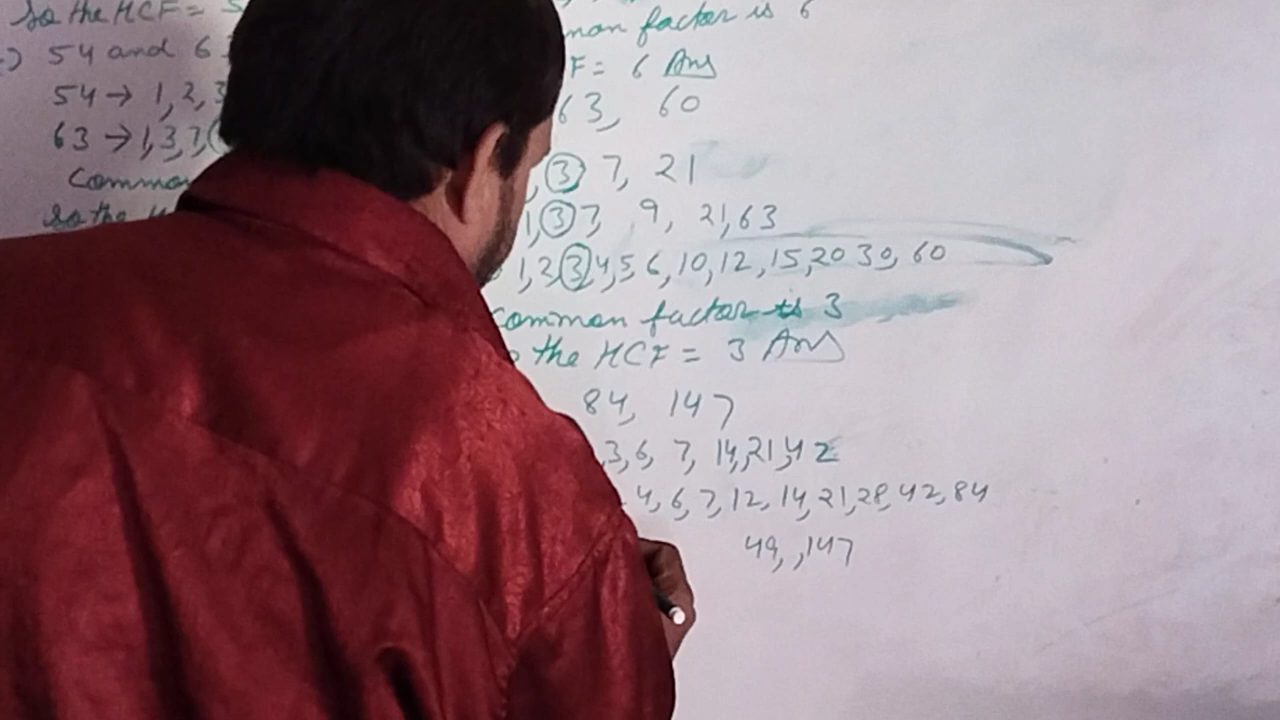 So the HCF = 5
) 54 and 6
54 → 1, 2, 3
63 → 1, 3, 7,
Common
So the
mon factor is 6
F = 6 Ans
63, 60
, 3 7, 21
1, 3 7, 9, 21, 63
1, 2 3 4, 5 6, 10, 12, 15, 20 30, 60
common factor is 3
the HCF = 3 Ans
84, 147
, 3, 6, 7, 14, 21, 42
4, 6, 7, 12, 14, 21, 28, 42, 84
49, , 147